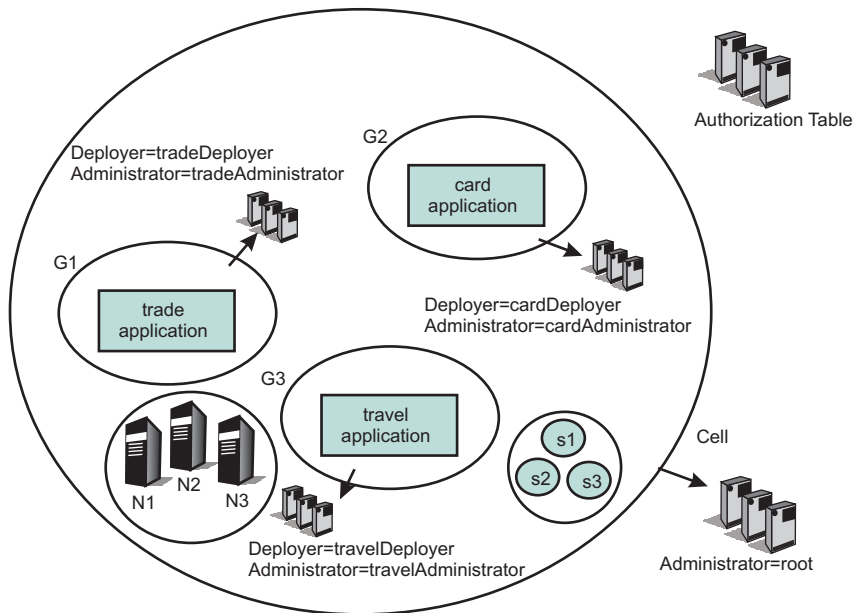 Authorization Table
G2
Deployer=tradeDeployer
Administrator=tradeAdministrator
card
application
G1
trade
application
Deployer=cardDeployer
Administrator=cardAdministrator
G3
travel
application
Cell
s1
s2
s3
N1
N2
N3
Deployer=travelDeployer
Administrator=travelAdministrator
Administrator=root